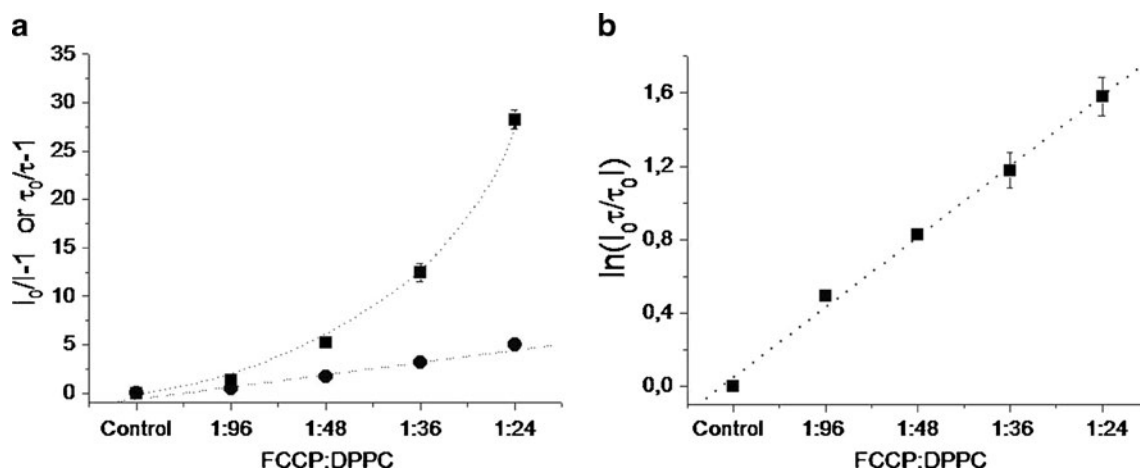 a
35
30
25
20
15
10
5
0
I₀/I-1 or τ₀/τ-1
Control 1:96 1:48 1:36 1:24
FCCP:DPPC
b
1,6
1,2
0,8
0,4
0,0
ln(I₀τ/τ₀I)
Control 1:96 1:48 1:36 1:24
FCCP:DPPC